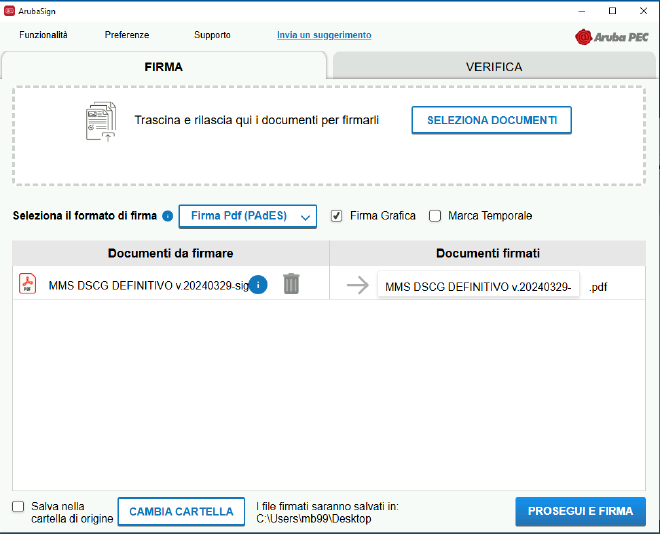 ArubaSign
Funzionalità Preferenze Supporto Invia un suggerimento
Aruba PEC
FIRMA VERIFICA
Trascina e rilascia qui i documenti per firmarli SELEZIONA DOCUMENTI
Seleziona il formato di firma i Firma Pdf (PAdES) Firma Grafica Marca Temporale
Documenti da firmare Documenti firmati
PDF MMS DSCG DEFINITIVO v.20240329-sig i MMS DSCG DEFINITIVO v.20240329- .pdf
Salva nella
cartella di origine
CAMBIA CARTELLA
I file firmati saranno salvati in:
C:\Users\mb99\Desktop
PROSEGUI E FIRMA